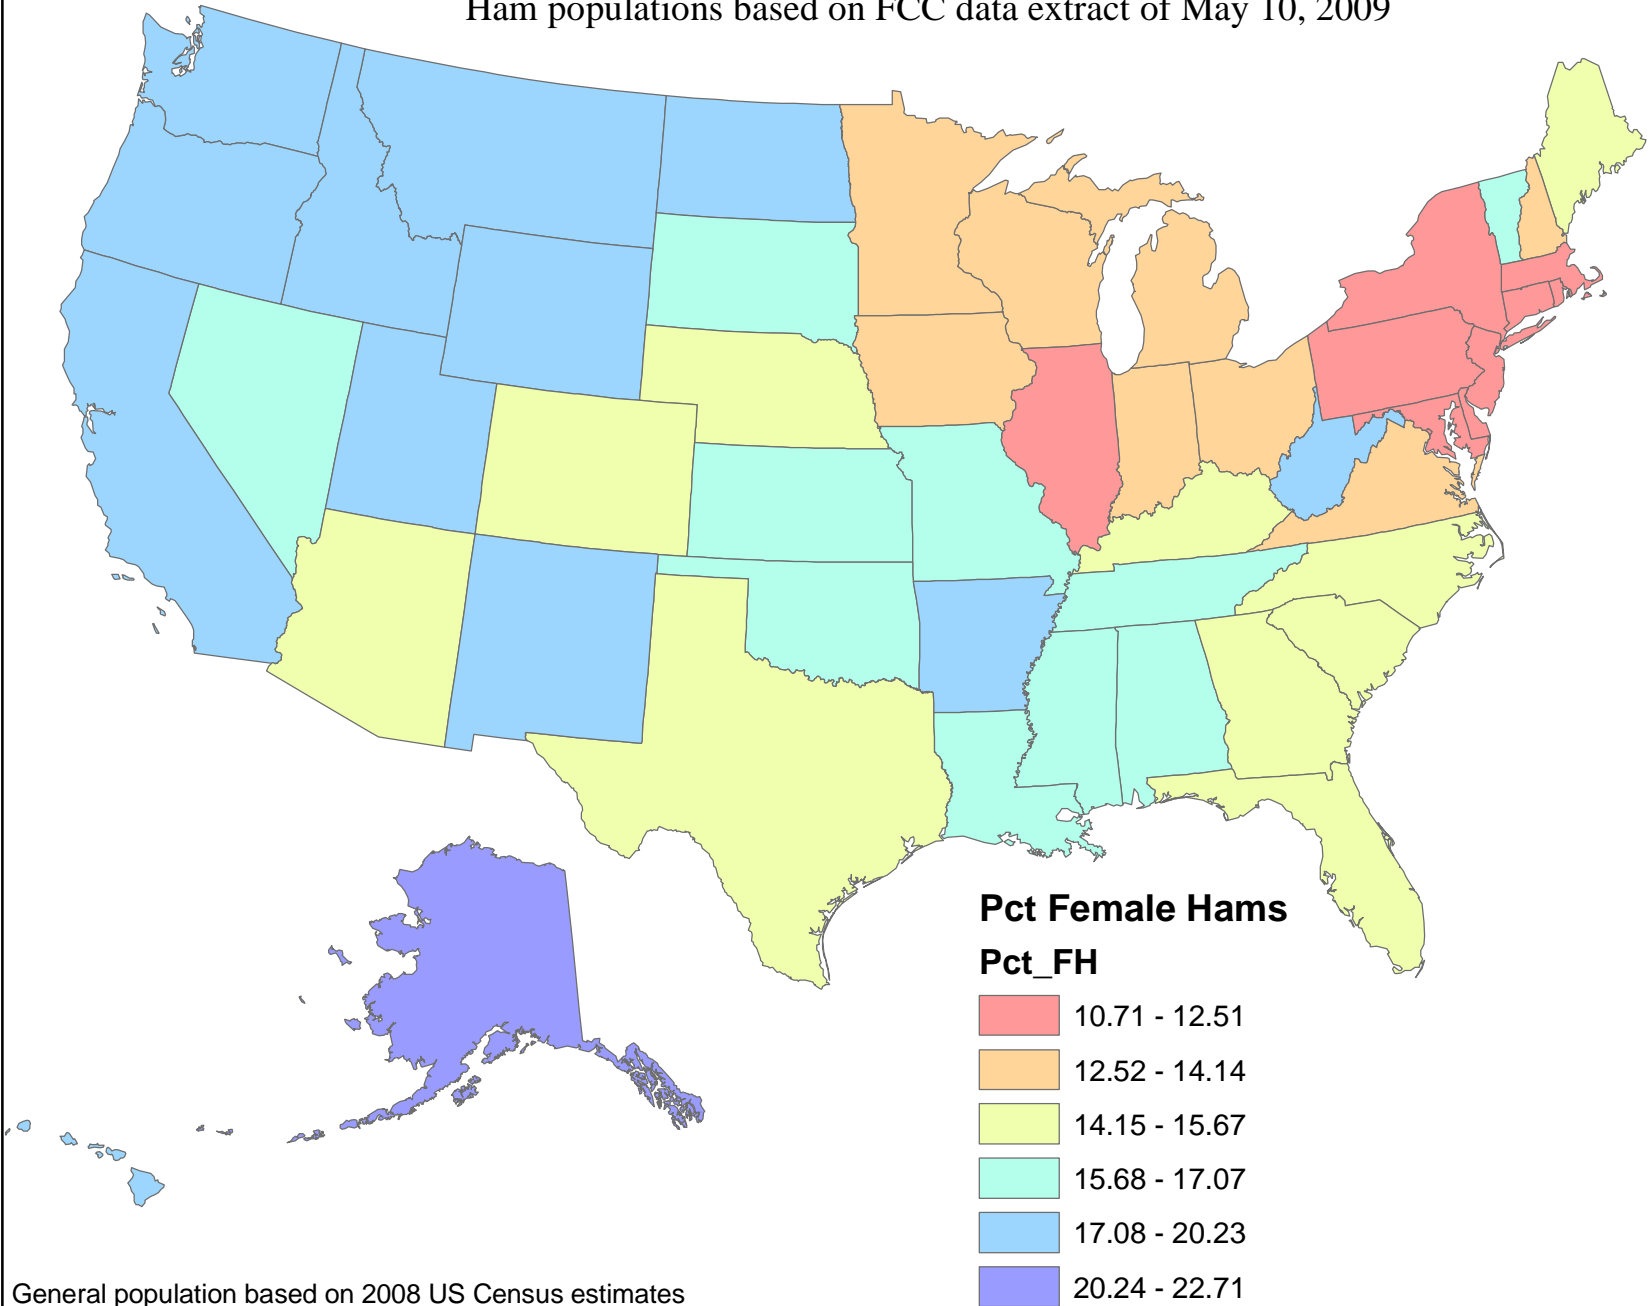 Ham populations based on FCC data extract of May 10, 2009
Pct Female Hams
Pct_FH
10.71 - 12.51
12.52 - 14.14
14.15 - 15.67
15.68 - 17.07
17.08 - 20.23
20.24 - 22.71
General population based on 2008 US Census estimates